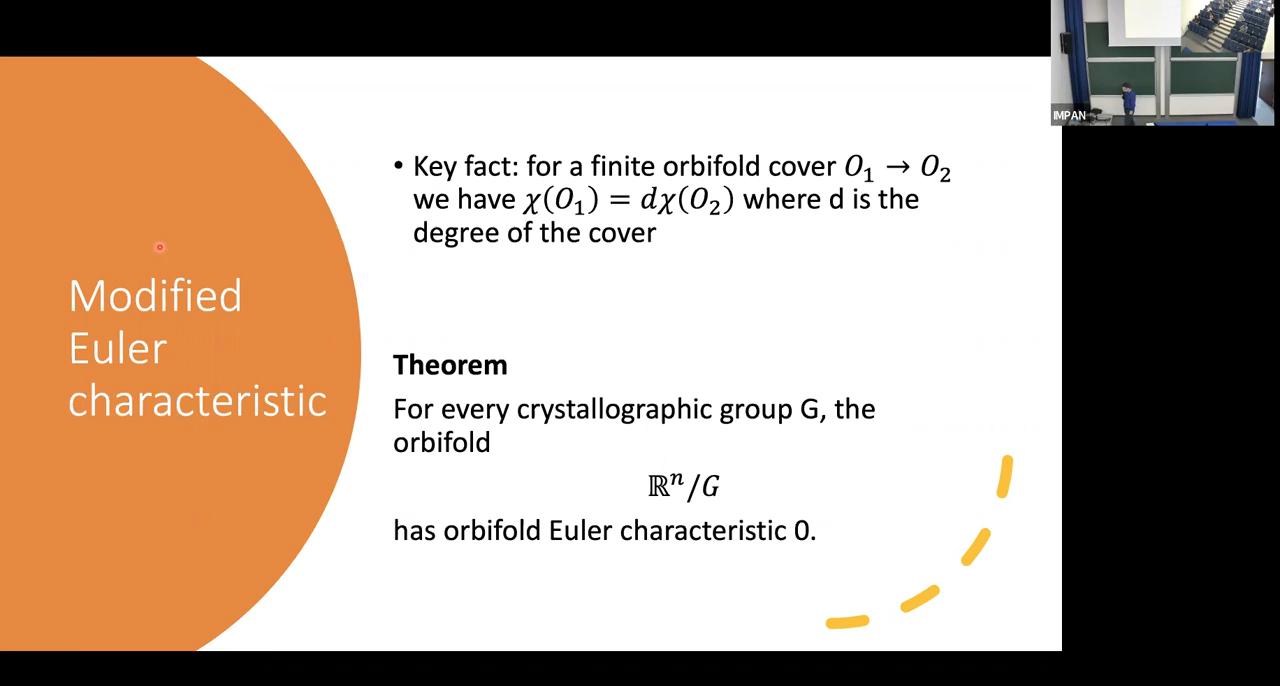 IMPAN
Modified
Euler
characteristic
• Key fact: for a finite orbifold cover 𝑂₁ → 𝑂₂
we have 𝜒(𝑂₁) = 𝑑𝜒(𝑂₂) where d is the
degree of the cover
Theorem
For every crystallographic group G, the
orbifold
ℝⁿ/𝐺
has orbifold Euler characteristic 0.